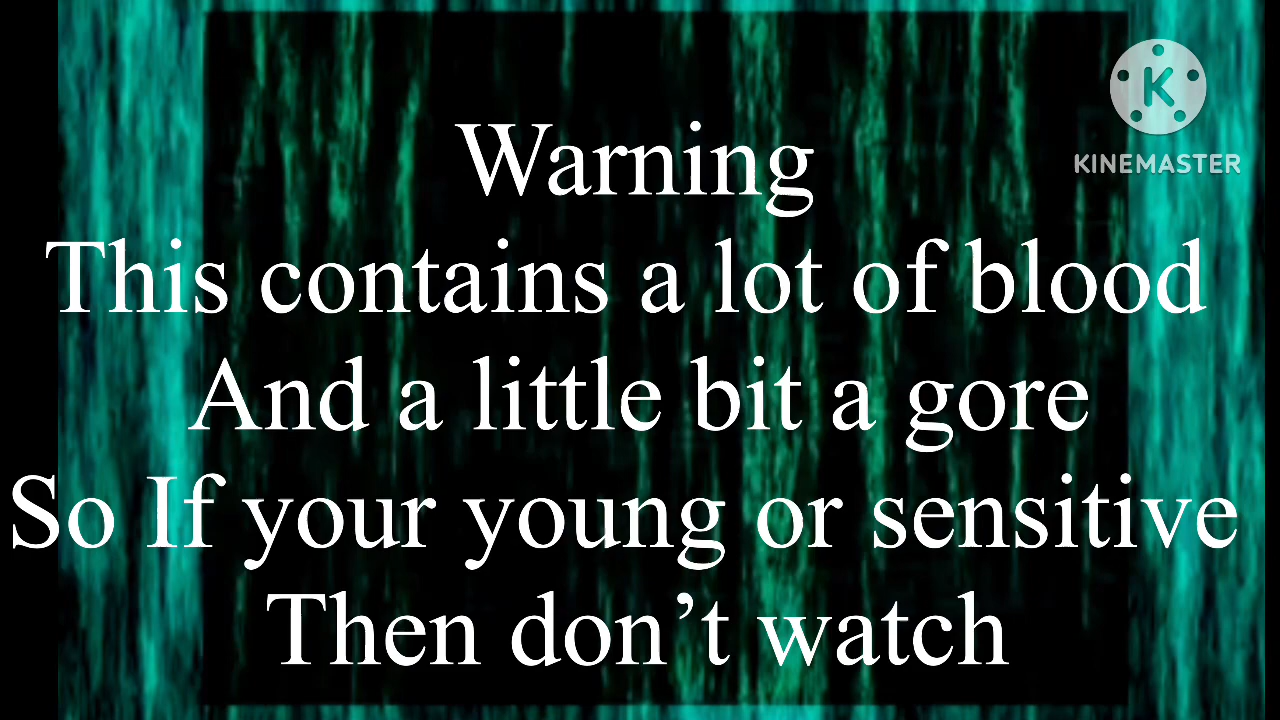 K
KINEMASTER
Warning
This contains a lot of blood
And a little bit a gore
So If your young or sensitive
Then don’t watch